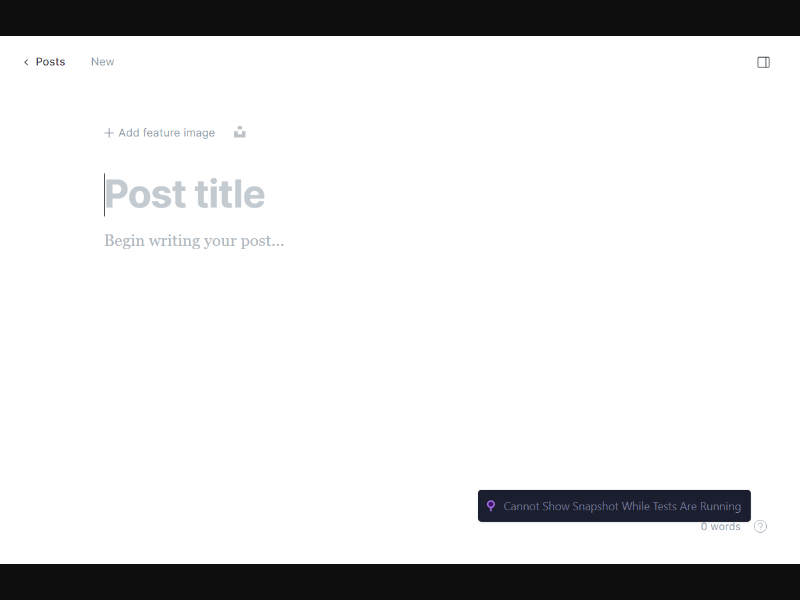 Posts New
Add feature image
Post title
Begin writing your post...
Cannot Show Snapshot While Tests Are Running
0 words